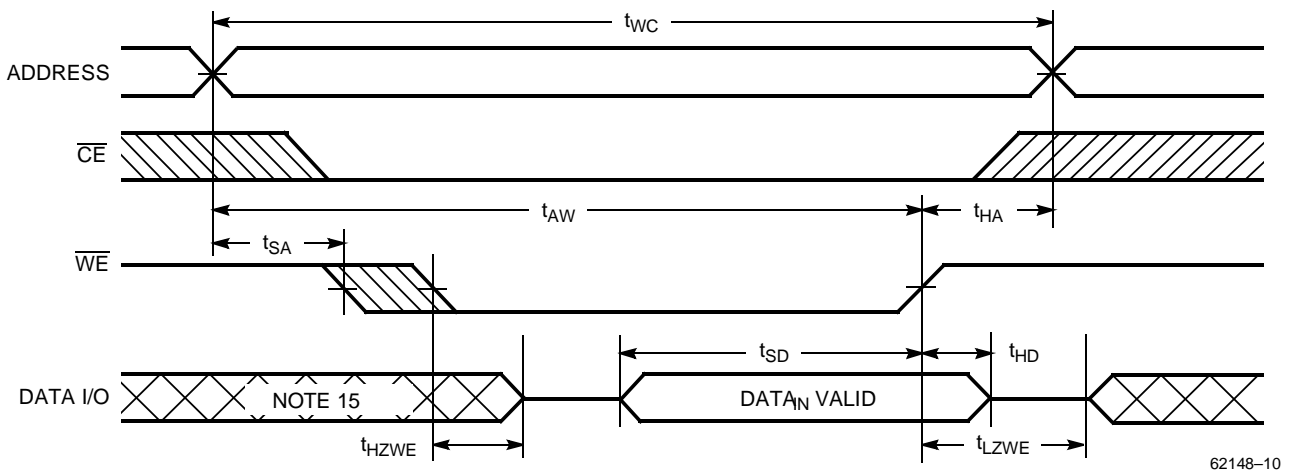 tWC
ADDRESS
CE
tAW
tHA
tSA
WE
tSD
tHD
DATA I/O
NOTE 15
DATAIN VALID
tHZWE
tLZWE
62148–10